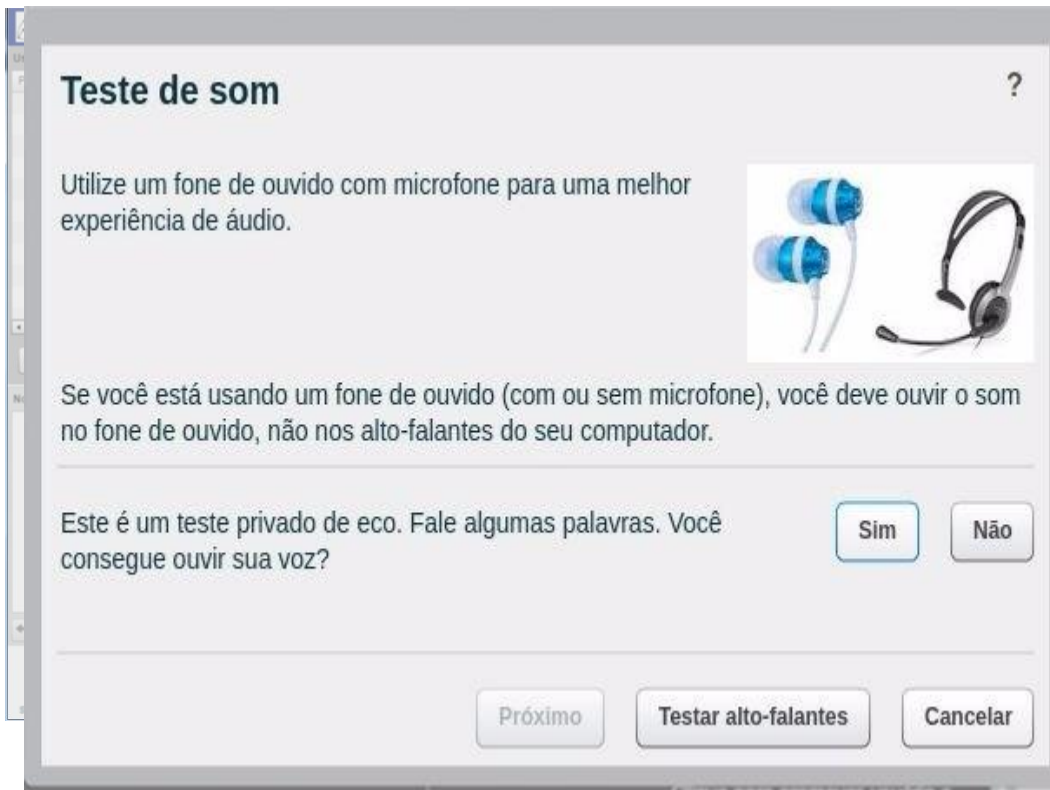 Teste de som
?
Utilize um fone de ouvido com microfone para uma melhor
experiência de áudio.
Se você está usando um fone de ouvido (com ou sem microfone), você deve ouvir o som
no fone de ouvido, não nos alto-falantes do seu computador.
Este é um teste privado de eco. Fale algumas palavras. Você
consegue ouvir sua voz?
Sim
Não
Próximo
Testar alto-falantes
Cancelar